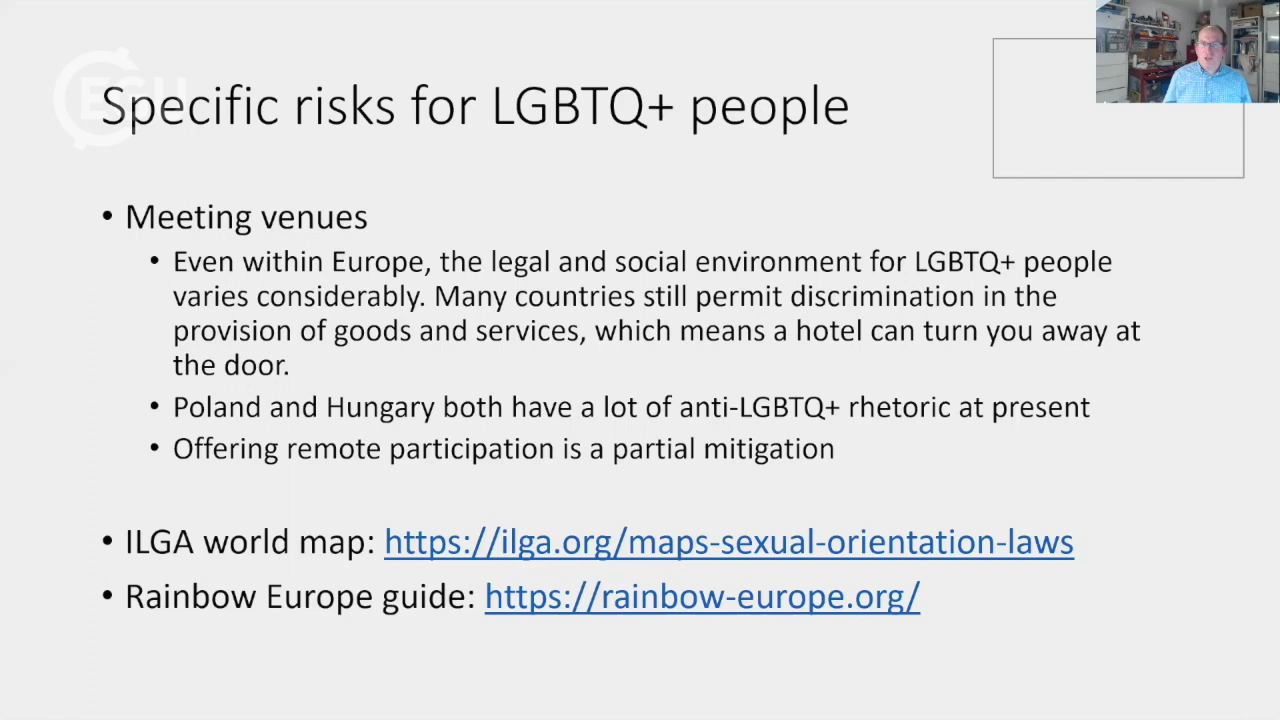 EGU
Specific risks for LGBTQ+ people
• Meeting venues
• Even within Europe, the legal and social environment for LGBTQ+ people
varies considerably. Many countries still permit discrimination in the
provision of goods and services, which means a hotel can turn you away at
the door.
• Poland and Hungary both have a lot of anti-LGBTQ+ rhetoric at present
• Offering remote participation is a partial mitigation
• ILGA world map: https://ilga.org/maps-sexual-orientation-laws
• Rainbow Europe guide: https://rainbow-europe.org/